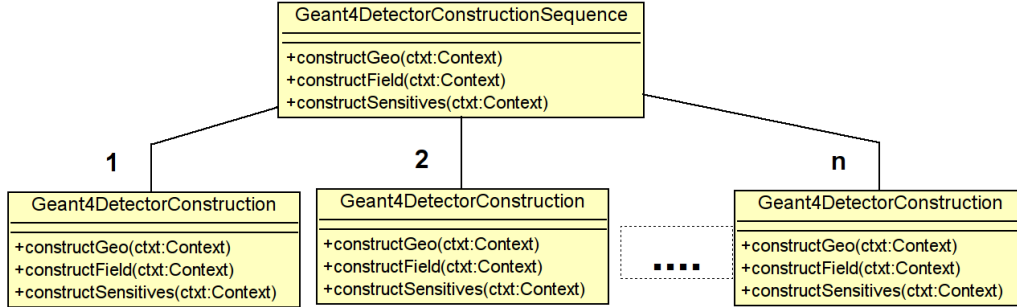 Geant4DetectorConstructionSequence
+constructGeo(ctxt:Context)
+constructField(ctxt:Context)
+constructSensitives(ctxt:Context)
1
2
n
Geant4DetectorConstruction
+constructGeo(ctxt:Context)
+constructField(ctxt:Context)
+constructSensitives(ctxt:Context)
Geant4DetectorConstruction
+constructGeo(ctxt:Context)
+constructField(ctxt:Context)
+constructSensitives(ctxt:Context)
....
Geant4DetectorConstruction
+constructGeo(ctxt:Context)
+constructField(ctxt:Context)
+constructSensitives(ctxt:Context)